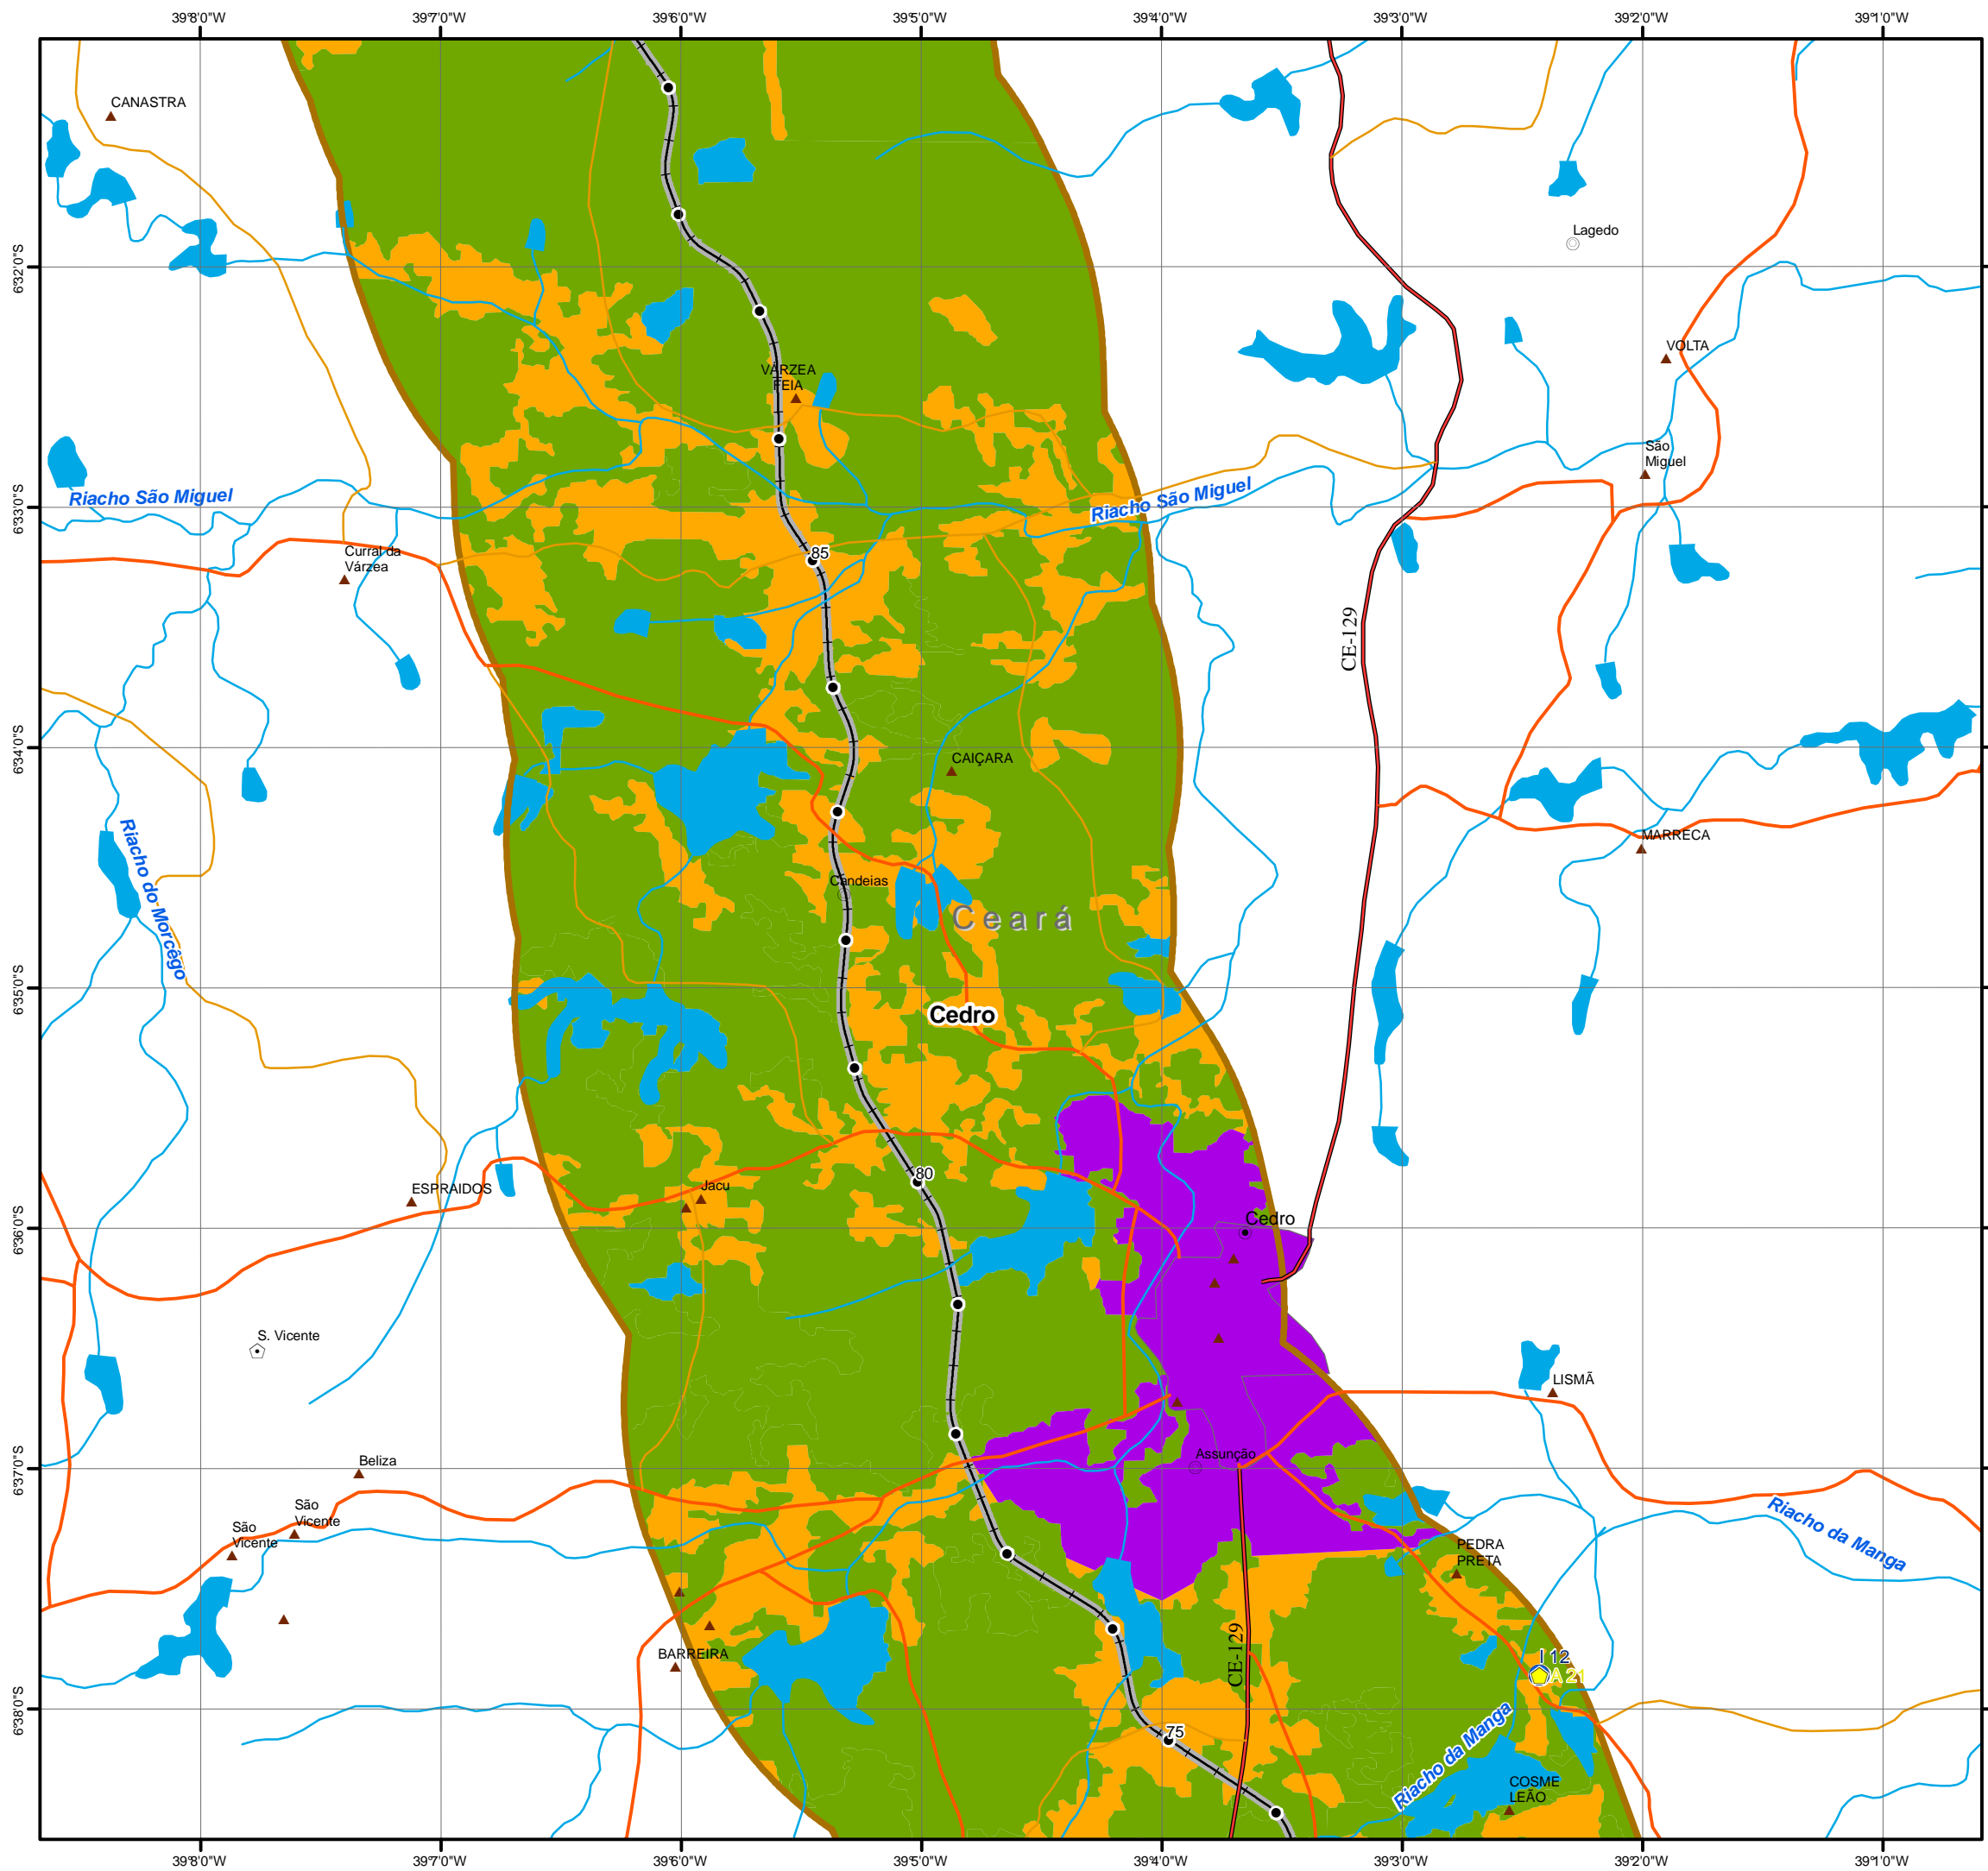 39°8'0"W 39°7'0"W 39°6'0"W 39°5'0"W 39°4'0"W 39°3'0"W 39°2'0"W 39°1'0"W
CANASTRA
Lagedo
6°32'0"S
VOLTA
VÁRZEA
FEIA
São
Miguel
Riacho São Miguel
Riacho São Miguel
6°33'0"S
85
Curral da
Várzea
CE-129
6°34'0"S
CAIÇARA
MARRECA
Riacho do Morcêgo
Candeias
Ceará
6°35'0"S
Cedro
80
Jacu
ESPRAIDOS
Cedro
6°36'0"S
S. Vicente
LISMÃ
Assunção
Beliza
6°37'0"S
São
Vicente
São
Vicente
Riacho da Manga
PEDRA
PRETA
CE-129
BARREIRA
I 12
A 21
6°38'0"S
75
Riacho da Manga
COSME
LEÃO
39°8'0"W 39°7'0"W 39°6'0"W 39°5'0"W 39°4'0"W 39°3'0"W 39°2'0"W 39°1'0"W